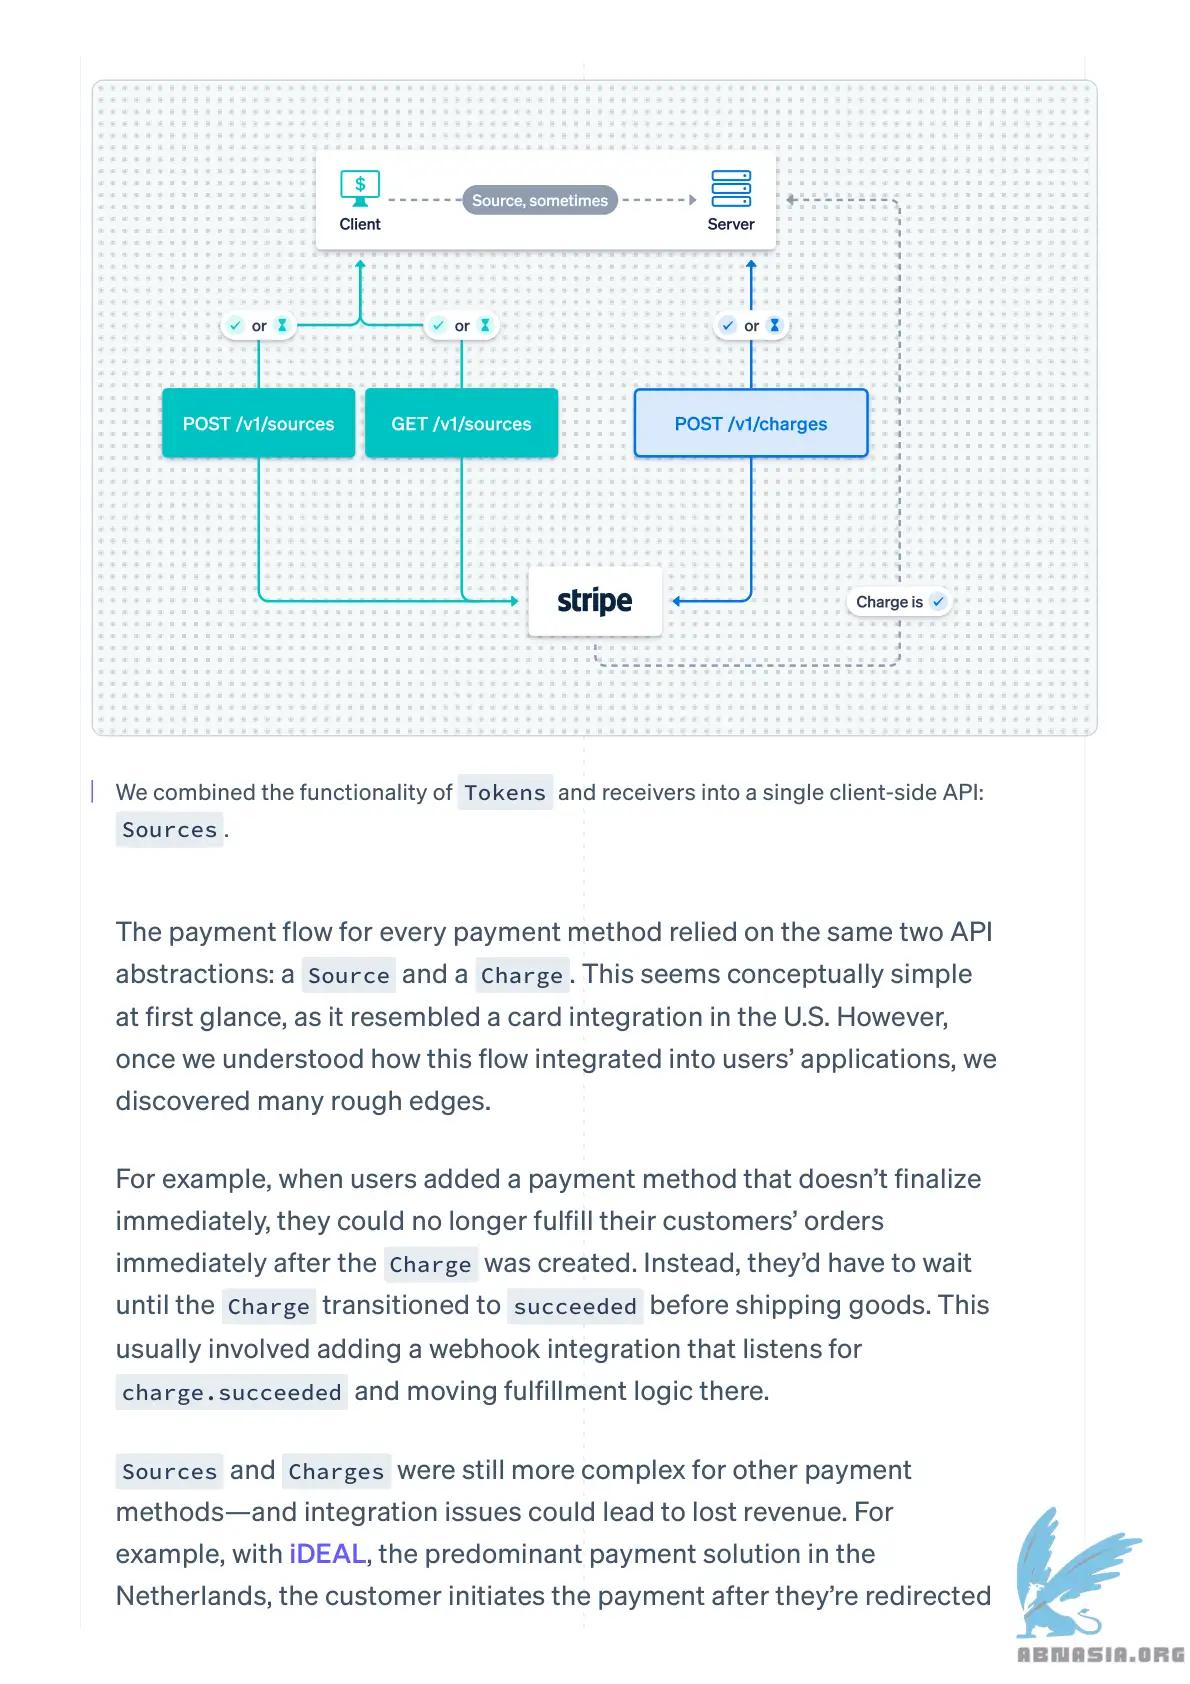 Source, sometimes
Client
Server
or
or
or
POST /v1/sources
GET /v1/sources
POST /v1/charges
stripe
Charge is
We combined the functionality of Tokens and receivers into a single client-side API:
Sources.
The payment flow for every payment method relied on the same two API
abstractions: a Source and a Charge. This seems conceptually simple
at first glance, as it resembled a card integration in the U.S. However,
once we understood how this flow integrated into users’ applications, we
discovered many rough edges.
For example, when users added a payment method that doesn’t finalize
immediately, they could no longer fulfill their customers’ orders
immediately after the Charge was created. Instead, they’d have to wait
until the Charge transitioned to succeeded before shipping goods. This
usually involved adding a webhook integration that listens for
charge.succeeded and moving fulfillment logic there.
Sources and Charges were still more complex for other payment
methods—and integration issues could lead to lost revenue. For
example, with iDEAL, the predominant payment solution in the
Netherlands, the customer initiates the payment after they’re redirected
ABNASIA.ORG